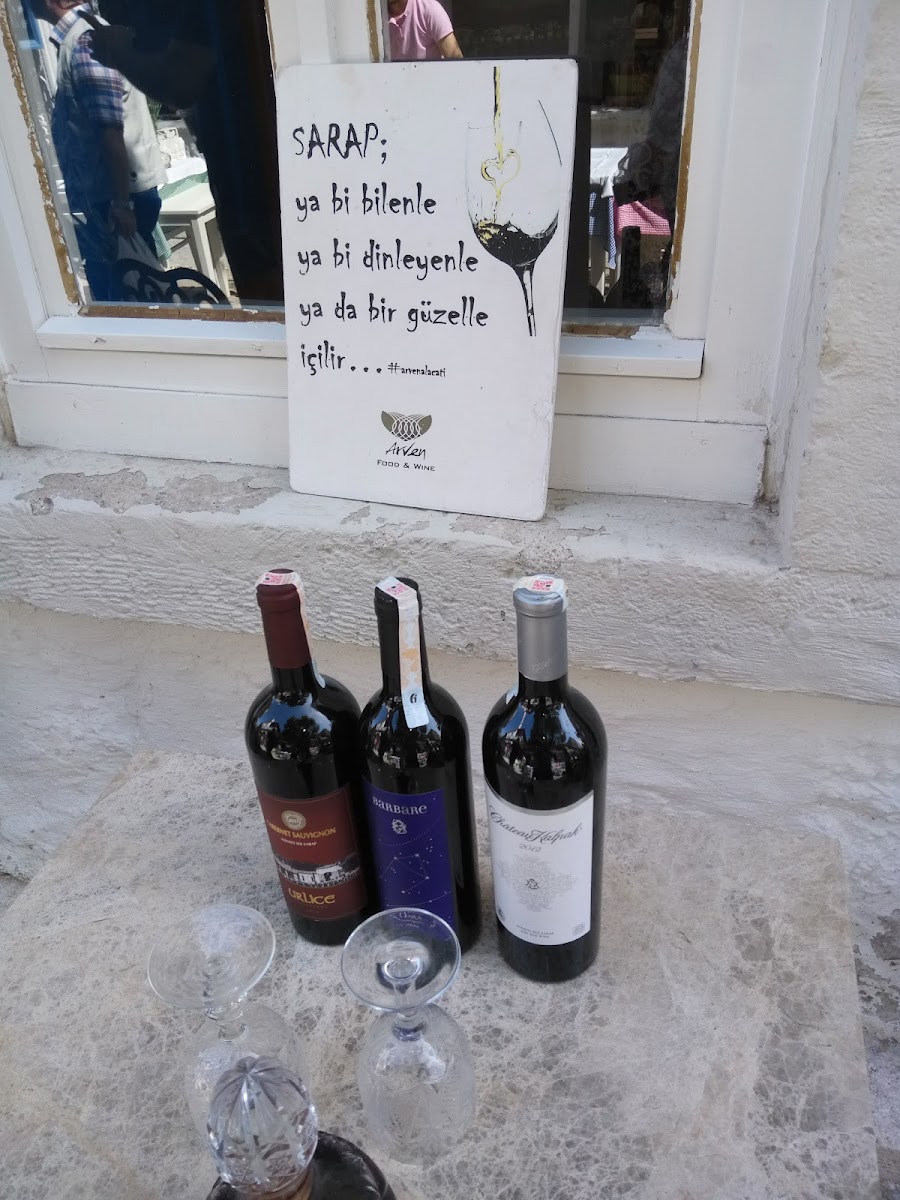 SARAP;
ya bi bilenle
ya bi dinleyenle
ya da bir güzelle
içilir... #arvenalacati
Arven
FOOD & WINE
CABERNET SAUVIGNON
URLICE
BARBARE
Chateau Kalpak
2012